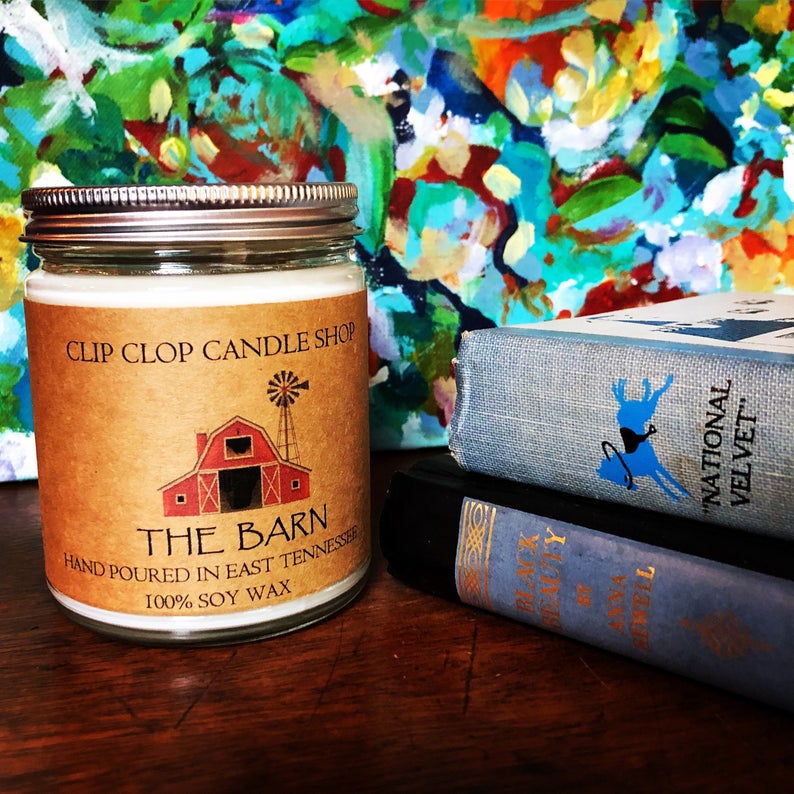 CLIP CLOP CANDLE SHOP
THE BARN
HAND POURED IN EAST TENNESSEE
100% SOY WAX
"NATIONAL
VELVET"
BLACK
BEAUTY
BY
ANNA
SEWELL